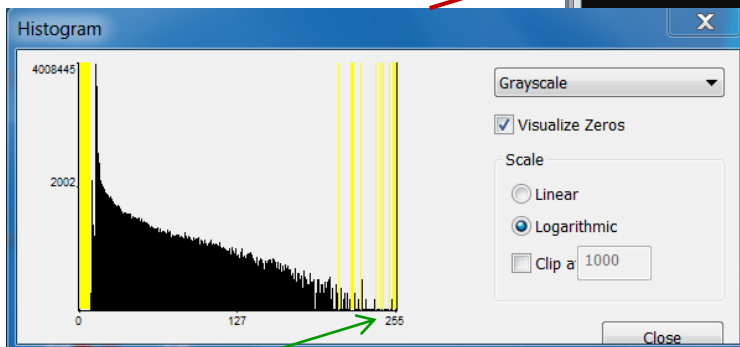 Histogram
X
4008445
Grayscale
Visualize Zeros
Scale
2002
Linear
Logarithmic
Clip a
1000
0
127
255
Close